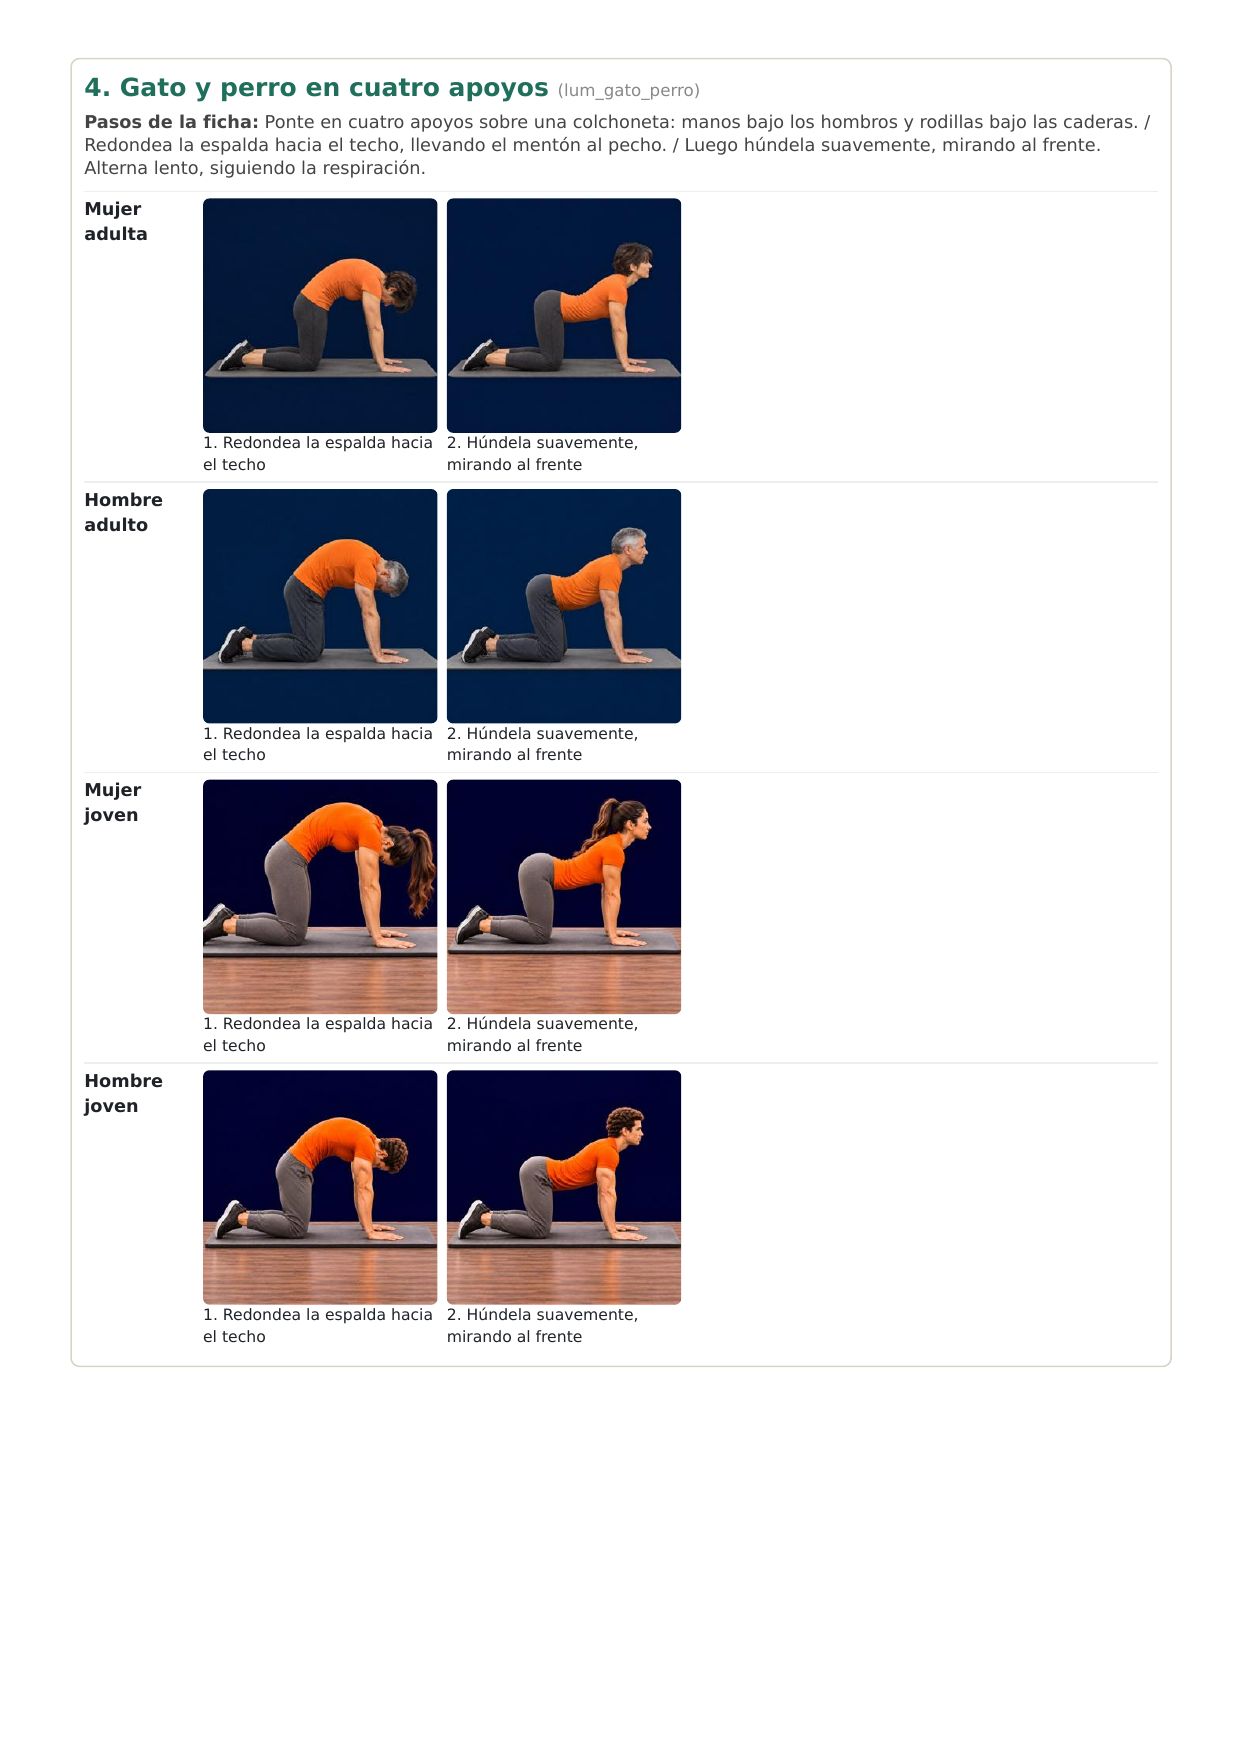 4. Gato y perro en cuatro apoyos (lum_gato_perro)
Pasos de la ficha: Ponte en cuatro apoyos sobre una colchoneta: manos bajo los hombros y rodillas bajo las caderas. /
Redondea la espalda hacia el techo, llevando el mentón al pecho. / Luego húndela suavemente, mirando al frente.
Alterna lento, siguiendo la respiración.
Mujer
adulta
1. Redondea la espalda hacia
el techo
2. Húndela suavemente,
mirando al frente
Hombre
adulto
1. Redondea la espalda hacia
el techo
2. Húndela suavemente,
mirando al frente
Mujer
joven
1. Redondea la espalda hacia
el techo
2. Húndela suavemente,
mirando al frente
Hombre
joven
1. Redondea la espalda hacia
el techo
2. Húndela suavemente,
mirando al frente